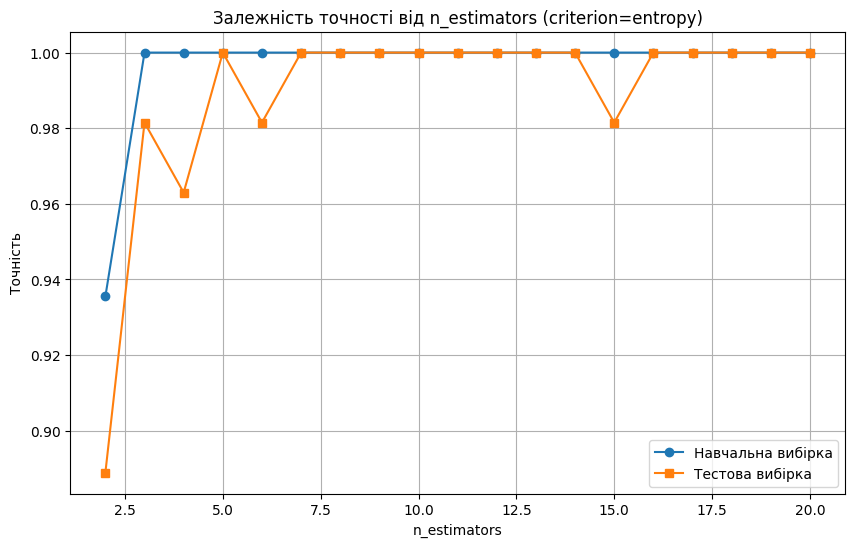 Залежність точності від n_estimators (criterion=entropy)
Точність
1.00
0.98
0.96
0.94
0.92
0.90
2.5 5.0 7.5 10.0 12.5 15.0 17.5 20.0
n_estimators
Навчальна вибірка
Тестова вибірка